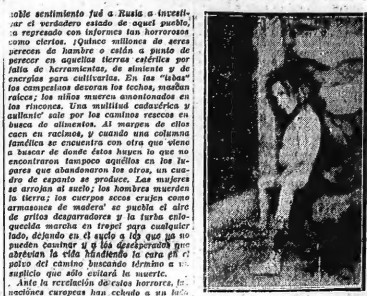 noble sentimiento fué a Rusia a investi-
gar el verdadero estado de aquel pueblo,
ha regresado con informes tan horrorosos
como ciertos. ¡Quince millones de seres
perecen de hambre o están a punto de
perecer en aquellas tierras estériles por
falta de herramientas, de simiente y de
energías para cultivarlas. En las "isbas"
los campesinos devoran los techos, mascan
raíces; los niños mueren amontonados en
los rincones. Una multitud cadavérica y
aullante sale por los caminos resecos en
busca de alimentos. Al margen de ellos
caen en racimos, y cuando una columna
famélica se encuentra con otra que viene
a buscar de donde éstos huyen lo que no
encontraron tampoco aquéllos en los lu-
gares que abandonaron los otros, un cua-
dro de espanto se produce. Las mujeres
se arrojan al suelo; los hombres muerden
la tierra; los cuerpos secos crujen como
armasones de madera' se puebla el aire
de gritos desgarradores y la turba enlo-
quecida marcha en tropel para cualquier
lado, dejando en el suelo a los que ya no
pueden caminar y a los desesperados que
abrevian la vida hundiendo la cara en el
polvo del camino buscando término a un
suplicio que sólo evitará la muerte.
Ante la revelación de estos horrores, las
naciones europeas han echado a un lado